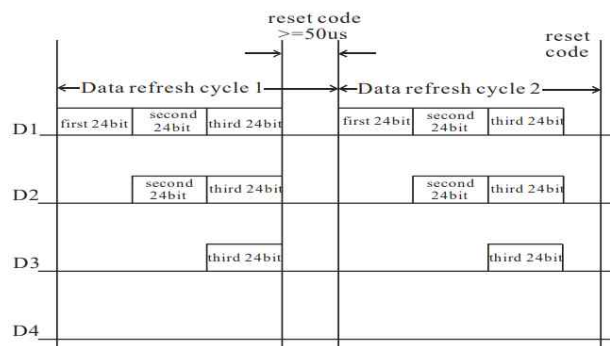 reset code
>=50us
reset
code
Data refresh cycle 1
Data refresh cycle 2
D1
first 24bit
second
24bit
third 24bit
first 24bit
second
24bit
third 24bit
D2
second
24bit
third 24bit
second
24bit
third 24bit
D3
third 24bit
third 24bit
D4